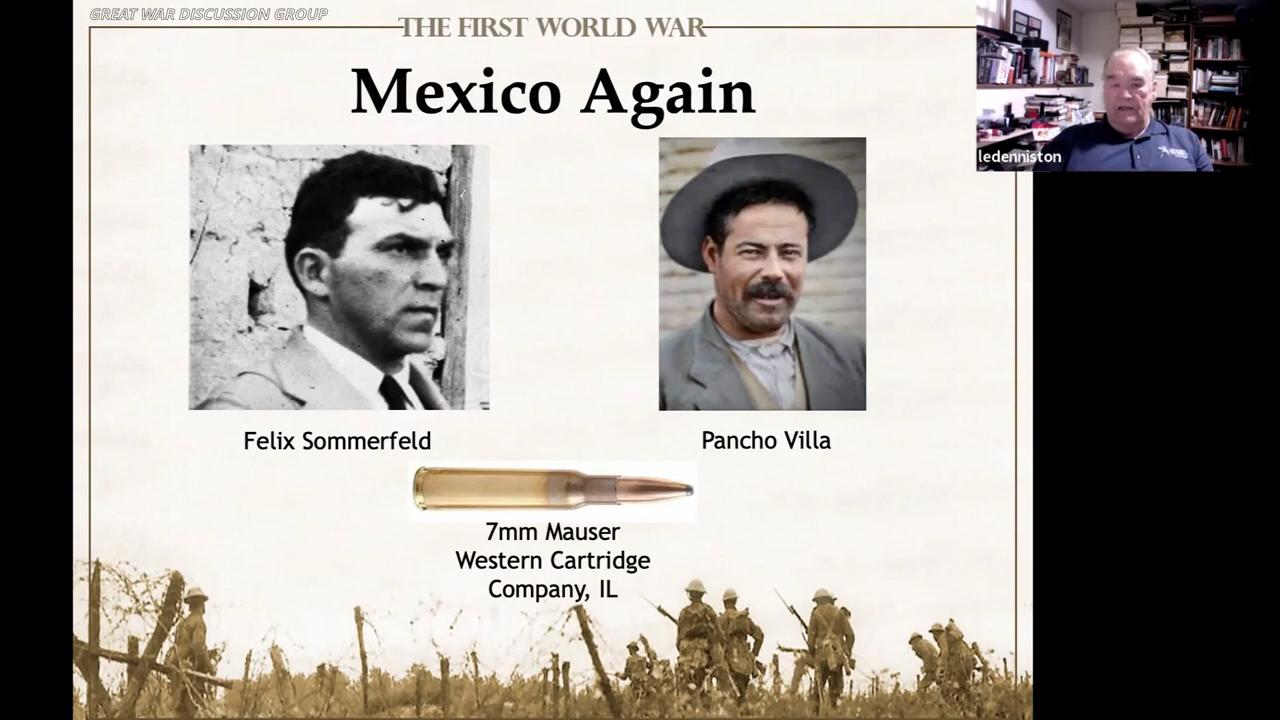 GREAT WAR DISCUSSION GROUP
THE FIRST WORLD WAR
Mexico Again
ledenniston
Felix Sommerfeld
Pancho Villa
7mm Mauser
Western Cartridge
Company, IL